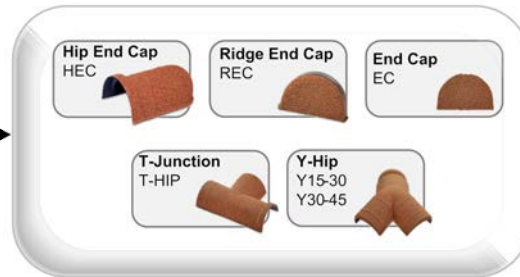 Hip End Cap
HEC
Ridge End Cap
REC
End Cap
EC
T-Junction
T-HIP
Y-Hip
Y15-30
Y30-45